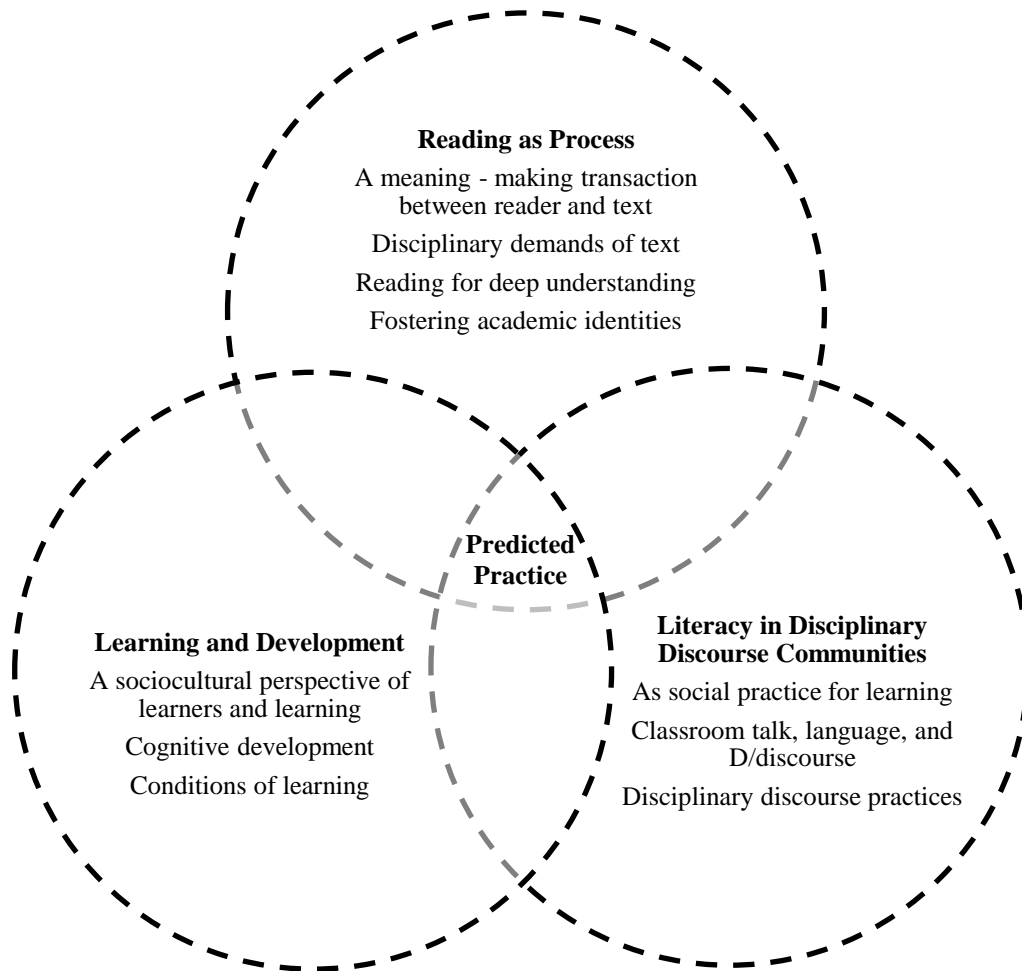 Reading as Process
A meaning - making transaction
between reader and text
Disciplinary demands of text
Reading for deep understanding
Fostering academic identities
Predicted
Practice
Learning and Development
A sociocultural perspective of
learners and learning
Cognitive development
Conditions of learning
Literacy in Disciplinary
Discourse Communities
As social practice for learning
Classroom talk, language, and
D/discourse
Disciplinary discourse practices